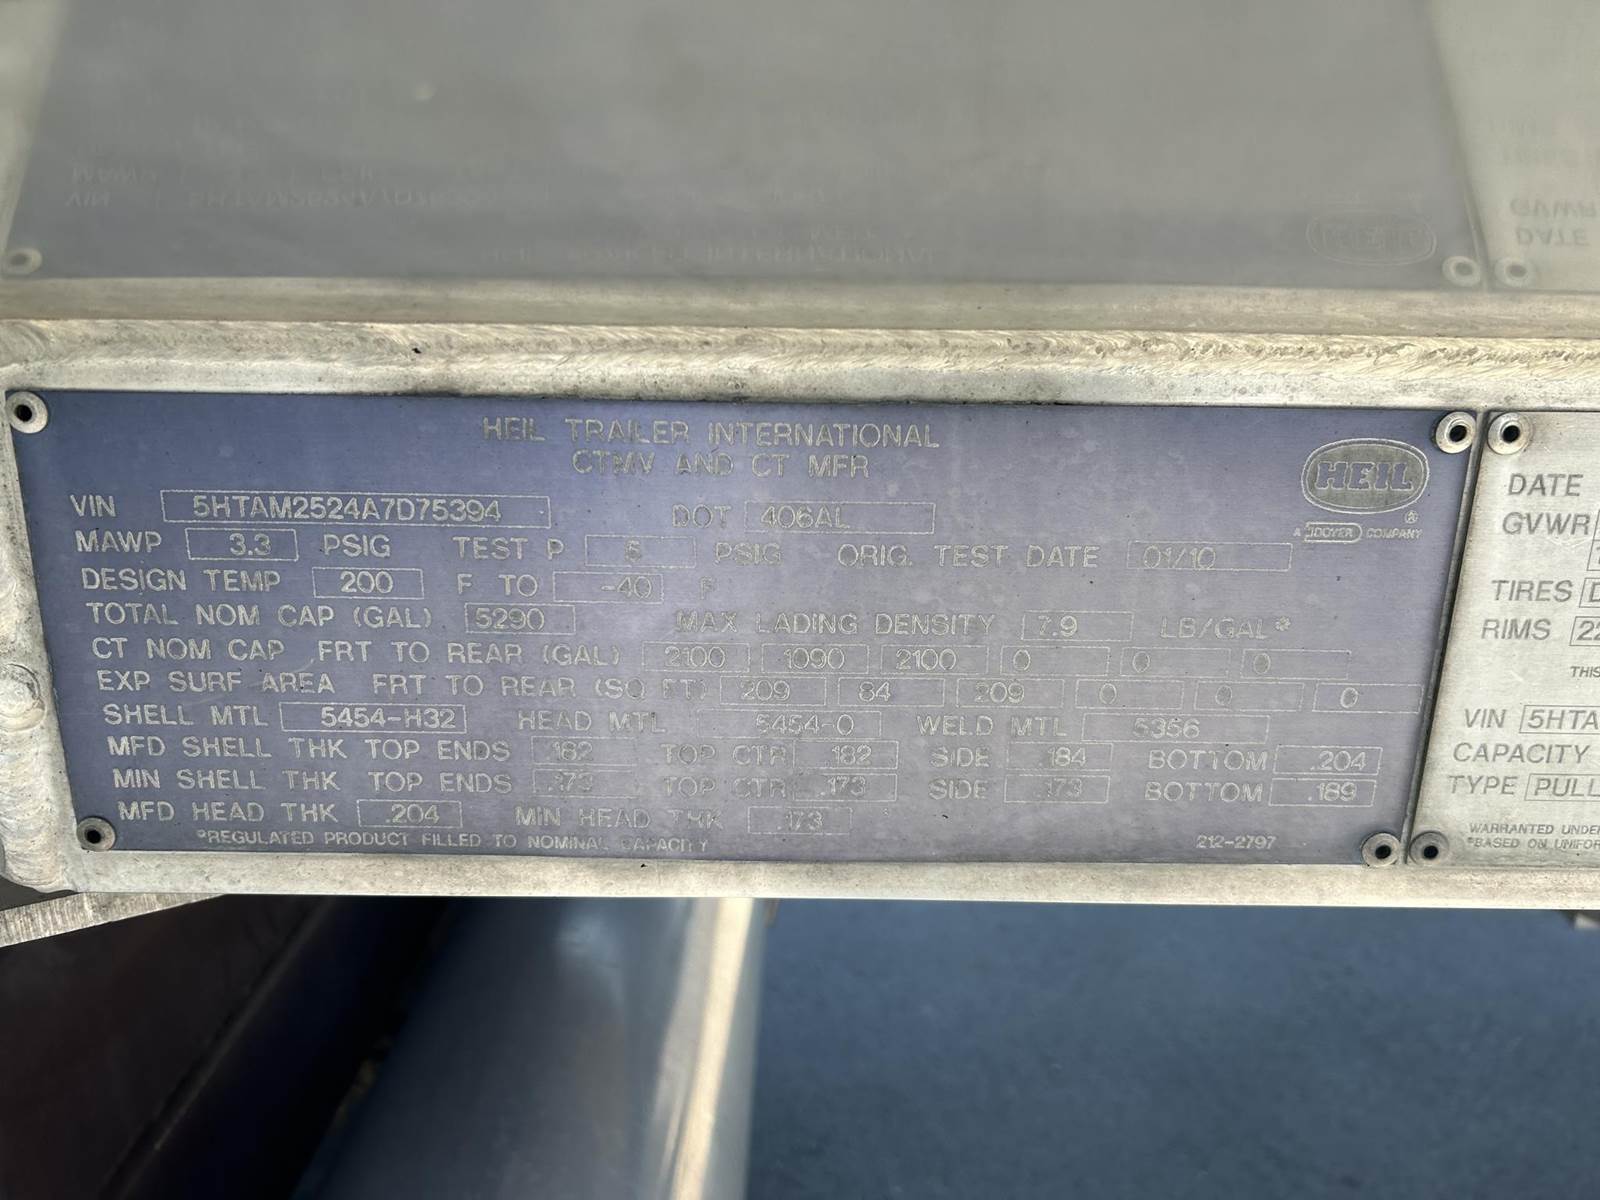 HEIL TRAILER INTERNATIONAL
CTMV AND CT MFR
HEIL
®
A DOVER COMPANY
VIN 5HTAM2524A7D75394 DOT 406AL
MAWP 3.3 PSIG TEST P 5 PSIG ORIG. TEST DATE 01/10
DESIGN TEMP 200 F TO -40 F
TOTAL NOM CAP (GAL) 5290 MAX LADING DENSITY 7.9 LB/GAL*
CT NOM CAP FRT TO REAR (GAL) 2100 1090 2100 0 0 0
EXP SURF AREA FRT TO REAR (SQ FT) 209 84 209 0 0 0
SHELL MTL 5454-H32 HEAD MTL 5454-0 WELD MTL 5356
MFD SHELL THK TOP ENDS .182 TOP CTR .182 SIDE .184 BOTTOM .204
MIN SHELL THK TOP ENDS .173 TOP CTR .173 SIDE .173 BOTTOM .189
MFD HEAD THK .204 MIN HEAD THK .173
*REGULATED PRODUCT FILLED TO NOMINAL CAPACITY 212-2797
DATE
GVWR
TIRES
RIMS 22
THIS
VIN 5HTA
CAPACITY
TYPE PULL
WARRANTED UNDE
*BASED ON UNIFOR